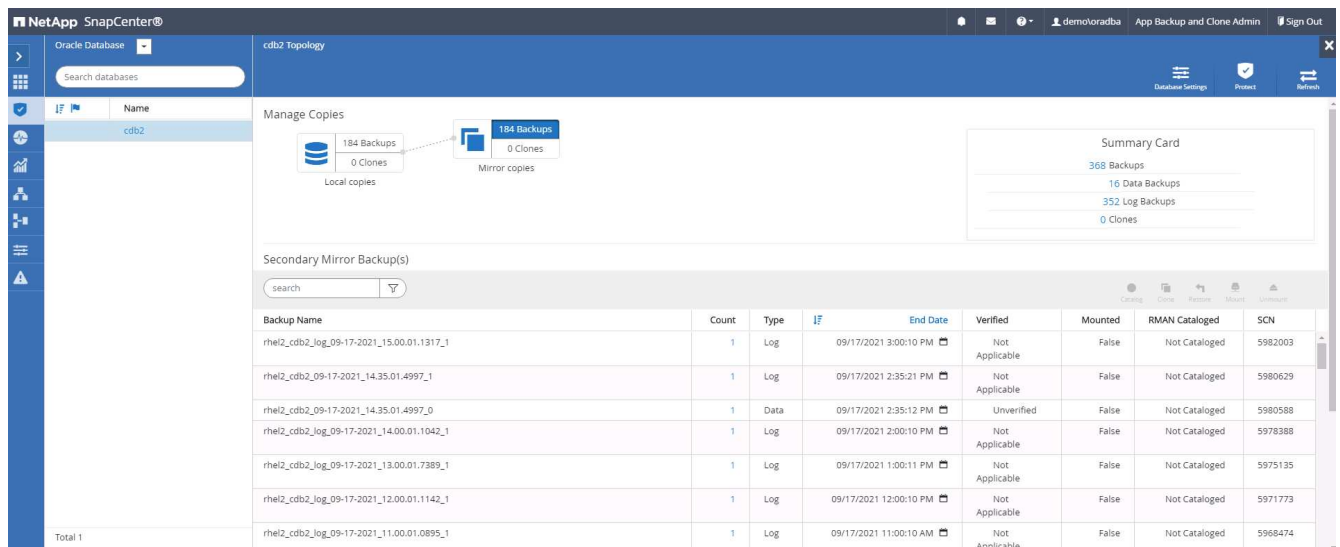 NetApp SnapCenter®
demo\oradba App Backup and Clone Admin Sign Out
Oracle Database
Search databases
Name
cdb2
Total 1
cdb2 Topology
Database Settings Protect Refresh
Manage Copies
184 Backups
0 Clones
Local copies
184 Backups
0 Clones
Mirror copies
Summary Card
368 Backups
16 Data Backups
352 Log Backups
0 Clones
Secondary Mirror Backup(s)
search
Catalog Clone Restore Mount Unmount
Backup Name Count Type End Date Verified Mounted RMAN Cataloged SCN
rhel2_cdb2_log_09-17-2021_15.00.01.1317_1 1 Log 09/17/2021 3:00:10 PM Not Applicable False Not Cataloged 5982003
rhel2_cdb2_09-17-2021_14.35.01.4997_1 1 Log 09/17/2021 2:35:21 PM Not Applicable False Not Cataloged 5980629
rhel2_cdb2_09-17-2021_14.35.01.4997_0 1 Data 09/17/2021 2:35:12 PM Unverified False Not Cataloged 5980588
rhel2_cdb2_log_09-17-2021_14.00.01.1042_1 1 Log 09/17/2021 2:00:10 PM Not Applicable False Not Cataloged 5978388
rhel2_cdb2_log_09-17-2021_13.00.01.7389_1 1 Log 09/17/2021 1:00:11 PM Not Applicable False Not Cataloged 5975135
rhel2_cdb2_log_09-17-2021_12.00.01.1142_1 1 Log 09/17/2021 12:00:10 PM Not Applicable False Not Cataloged 5971773
rhel2_cdb2_log_09-17-2021_11.00.01.0895_1 1 Log 09/17/2021 11:00:10 AM Not Applicable False Not Cataloged 5968474